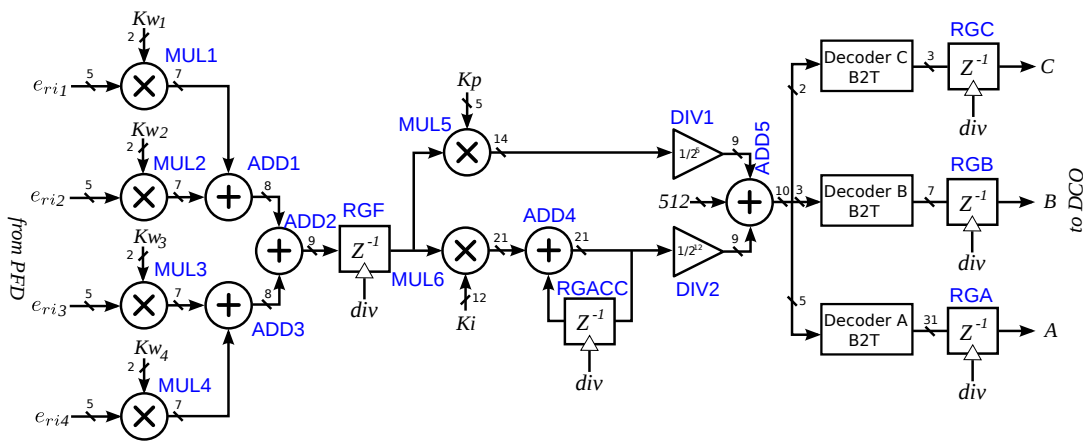 Kw1
2
MUL1
eri1
5
7
Kw2
2
MUL2
ADD1
eri2
5
7
8
ADD2
9
from PFD
Kw3
2
MUL3
eri3
5
7
8
ADD3
Kw4
2
MUL4
eri4
5
7
RGF
Z-1
div
Kp
5
MUL5
14
MUL6
12
Ki
21
ADD4
21
RGACC
Z-1
div
DIV1
1/2^5
9
ADD5
512
10
1/2^12
9
DIV2
2
Decoder C
B2T
3
RGC
Z-1
div
C
3
Decoder B
B2T
7
RGB
Z-1
div
B
5
Decoder A
B2T
31
RGA
Z-1
div
A
to DCO